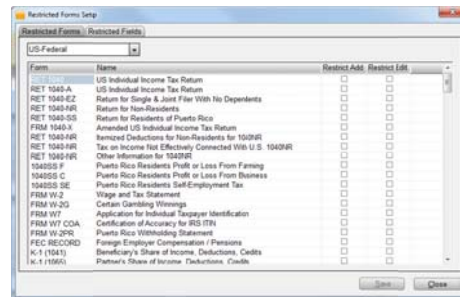 Restricted Forms Setup
Restricted Forms Restricted Fields
US-Federal
Form Name Restrict Add Restrict Edit
RET 1040 US Individual Income Tax Return
RET 1040-A US Individual Income Tax Return
RET 1040-EZ Return for Single & Joint Filer With No Dependents
RET 1040-NR Return for Non-Residents
RET 1040-SS Return for Residents of Puerto Rico
FRM 1040-X Amended US Individual Income Tax Return
RET 1040-NR Itemized Deductions for Non-Residents for 1040NR
RET 1040-NR Tax on Income Not Effectively Connected With U.S. 1040NR
RET 1040-NR Other Information for 1040NR
1040SS F Puerto Rico Residents Profit or Loss From Farming
1040SS C Puerto Rico Residents Profit or Loss From Business
1040SS SE Puerto Rico Residents Self-Employment Tax
FRM W-2 Wage and Tax Statement
FRM W-2G Certain Gambling Winnings
FRM W7 Application for Individual Taxpayer Identification
FRM W7 COA Certification of Accuracy for IRS ITIN
FRM W-2PR Puerto Rico Withholding Statement
FEC RECORD Foreign Employer Compensation / Pensions
K-1 (1041) Beneficiary's Share of Income, Deductions, Credits
K-1 (1065) Partner's Share of Income, Deductions, Credits
Save Close